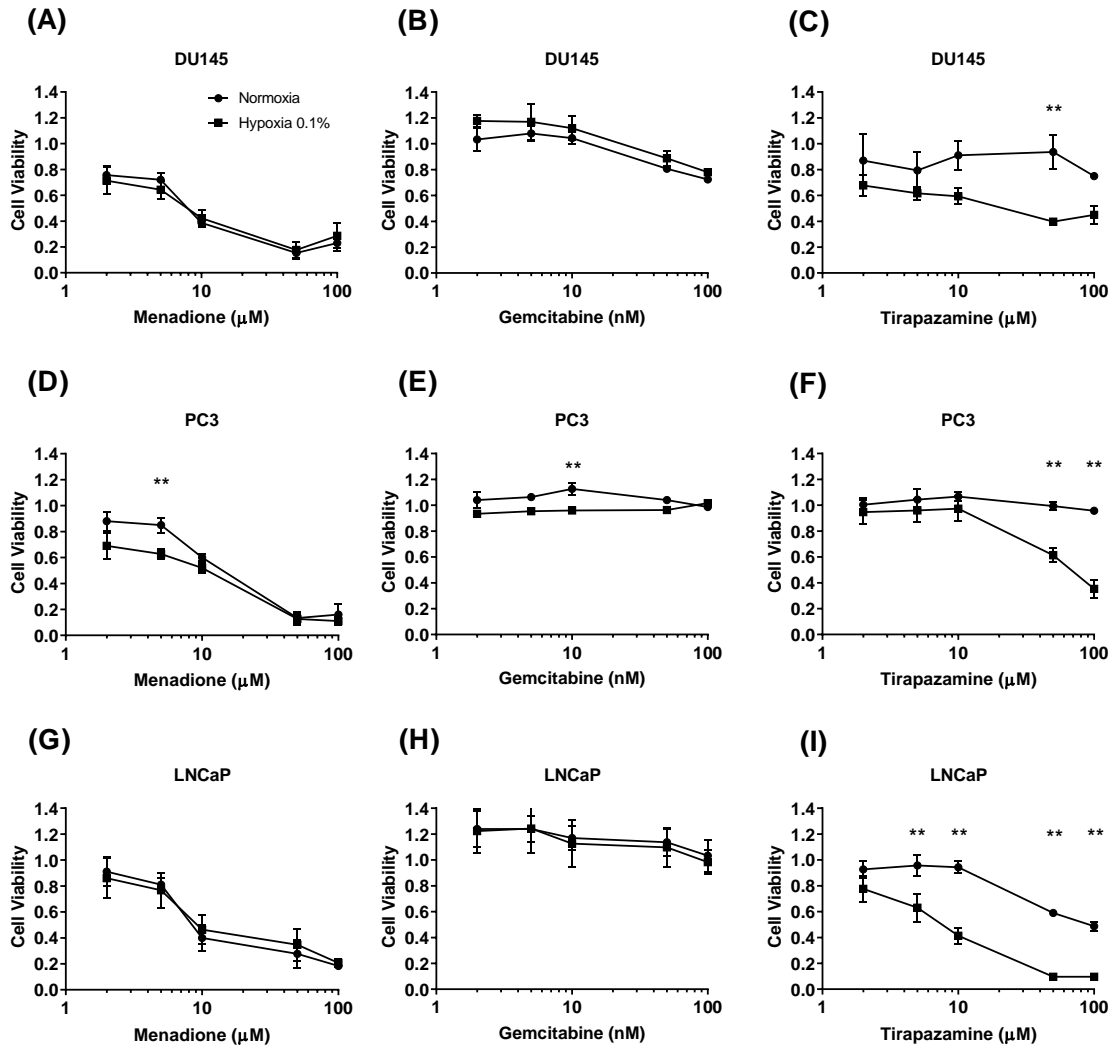 (A)
DU145
1.4
1.2
1.0
0.8
0.6
0.4
0.2
0.0
Cell Viability
Normoxia
Hypoxia 0.1%
1 10 100
Menadione (μM)
(B)
DU145
1.4
1.2
1.0
0.8
0.6
0.4
0.2
0.0
Cell Viability
1 10 100
Gemcitabine (nM)
(C)
DU145
1.4
1.2
1.0
0.8
0.6
0.4
0.2
0.0
Cell Viability
**
1 10 100
Tirapazamine (μM)
(D)
PC3
1.4
1.2
1.0
0.8
0.6
0.4
0.2
0.0
Cell Viability
**
1 10 100
Menadione (μM)
(E)
PC3
1.4
1.2
1.0
0.8
0.6
0.4
0.2
0.0
Cell Viability
**
1 10 100
Gemcitabine (nM)
(F)
PC3
1.4
1.2
1.0
0.8
0.6
0.4
0.2
0.0
Cell Viability
** **
1 10 100
Tirapazamine (μM)
(G)
LNCaP
1.4
1.2
1.0
0.8
0.6
0.4
0.2
0.0
Cell Viability
1 10 100
Menadione (μM)
(H)
LNCaP
1.4
1.2
1.0
0.8
0.6
0.4
0.2
0.0
Cell Viability
1 10 100
Gemcitabine (nM)
(I)
LNCaP
1.4
1.2
1.0
0.8
0.6
0.4
0.2
0.0
Cell Viability
** ** ** **
1 10 100
Tirapazamine (μM)